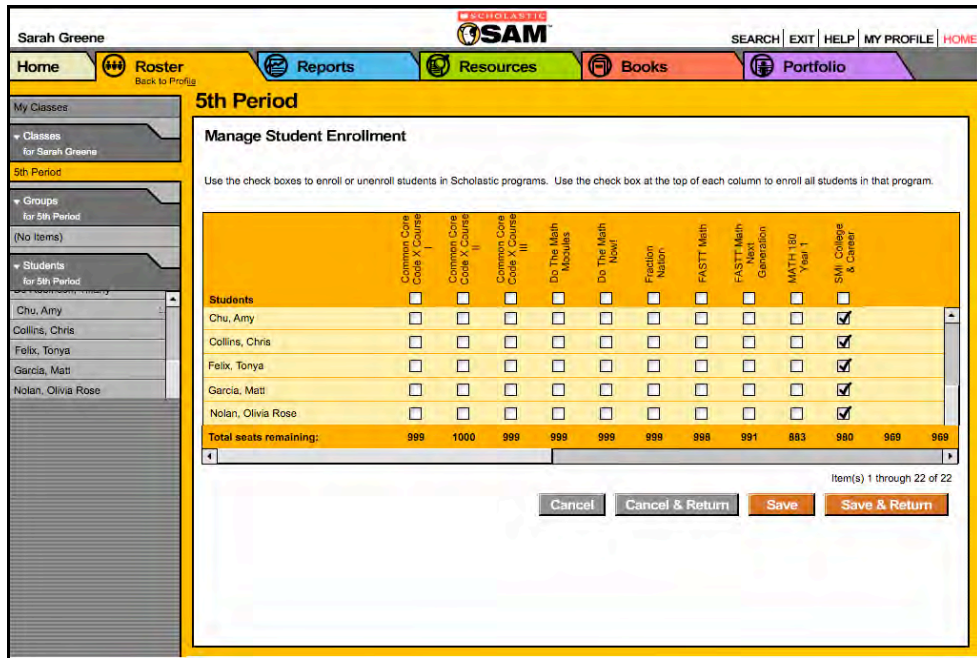 SCHOLASTIC
Sarah Greene
SAM
SEARCH EXIT HELP MY PROFILE HOME
Home
Roster
Back to Profile
Reports
Resources
Books
Portfolio
My Classes
Classes
for Sarah Greene
5th Period
Groups
for 5th Period
(No Items)
Students
for 5th Period
Chu, Amy
Collins, Chris
Felix, Tonya
Garcia, Matt
Nolan, Olivia Rose
5th Period
Manage Student Enrollment
Use the check boxes to enroll or unenroll students in Scholastic programs. Use the check box at the top of each column to enroll all students in that program.
Common Core
Code X Course
I
Common Core
Code X Course
II
Common Core
Code X Course
III
Do The Math
Modules
Do The Math
Now!
Fraction
Nation
FASTT Math
FASTT Math
Next
Generation
MATH 180
Year 1
SMI College
& Career
Students
Chu, Amy
Collins, Chris
Felix, Tonya
Garcia, Matt
Nolan, Olivia Rose
Total seats remaining: 999 1000 999 999 999 999 998 991 883 980 969 969
Item(s) 1 through 22 of 22
Cancel
Cancel & Return
Save
Save & Return